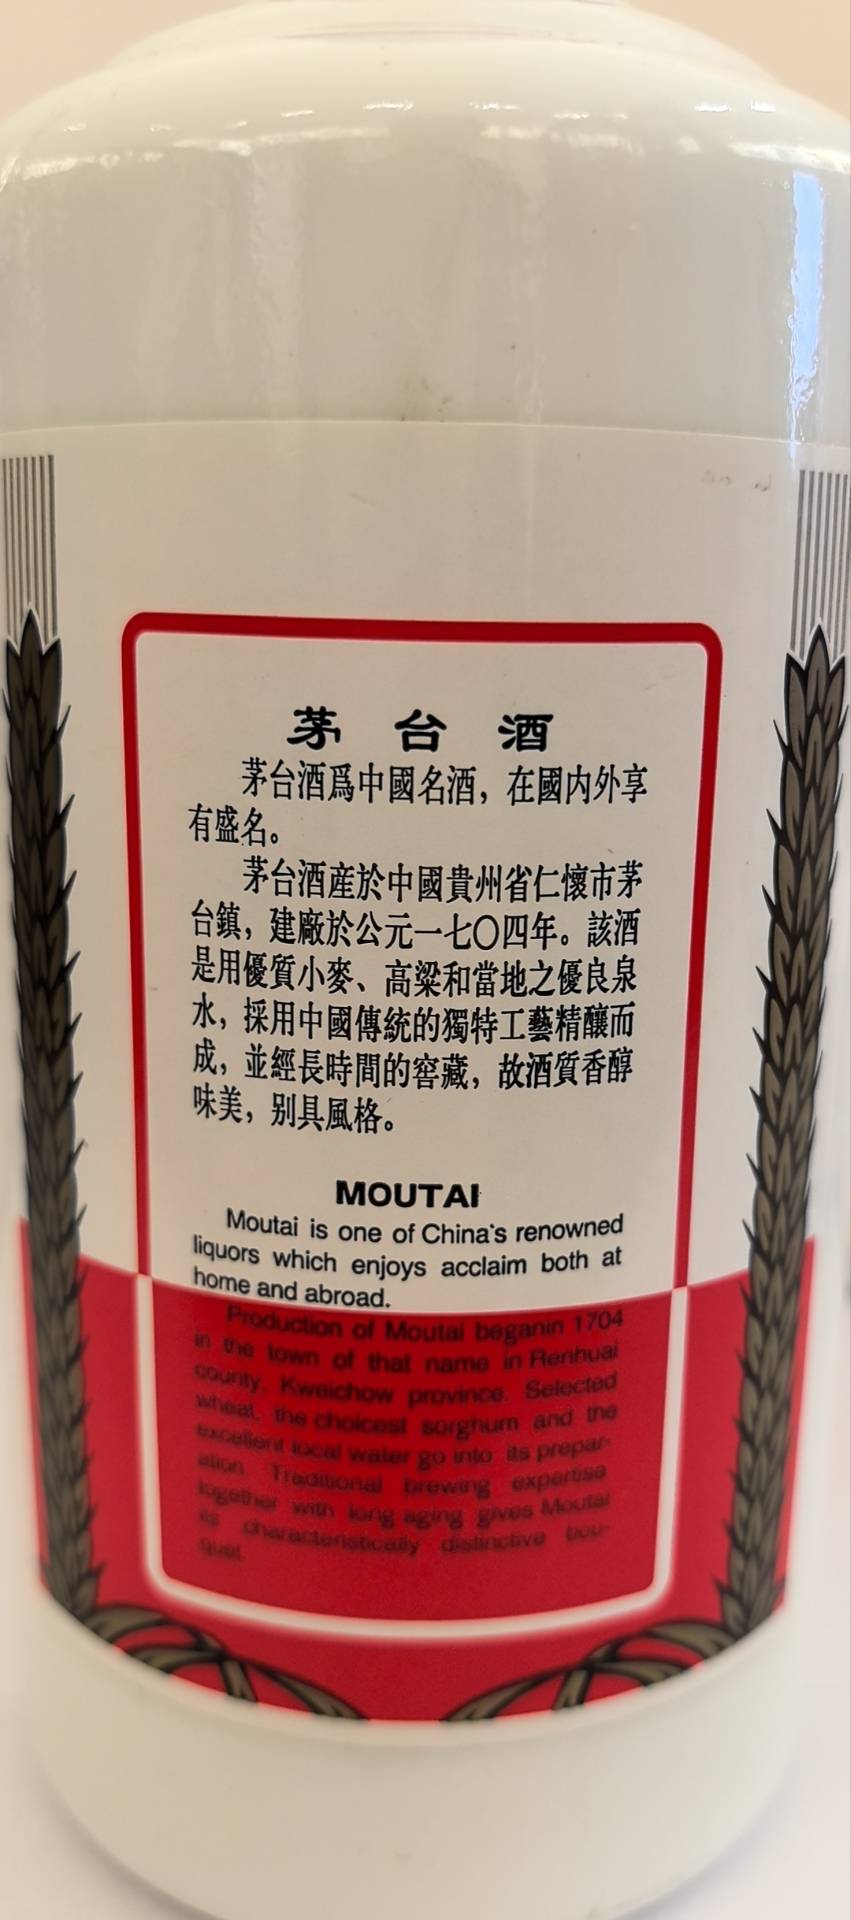 茅台酒
茅台酒爲中國名酒，在國内外享
有盛名。
茅台酒産於中國貴州省仁懷市茅
台鎮，建廠於公元一七〇四年。該酒
是用優質小麥、高粱和當地之優良泉
水，採用中國傳統的獨特工藝精釀而
成，並經長時間的窖藏，故酒質香醇
味美，别具風格。
MOUTAI
Moutai is one of China's renowned
liquors which enjoys acclaim both at
home and abroad.
Production of Moutai beganin 1704
in the town of that name in Renhuai
county, Kweichow province. Selected
wheat, the choicest sorghum and the
excellent local water go into its prepar-
ation. Traditional brewing expertise
together with long aging gives Moutai
its characteristically distinctive bou-
quet.